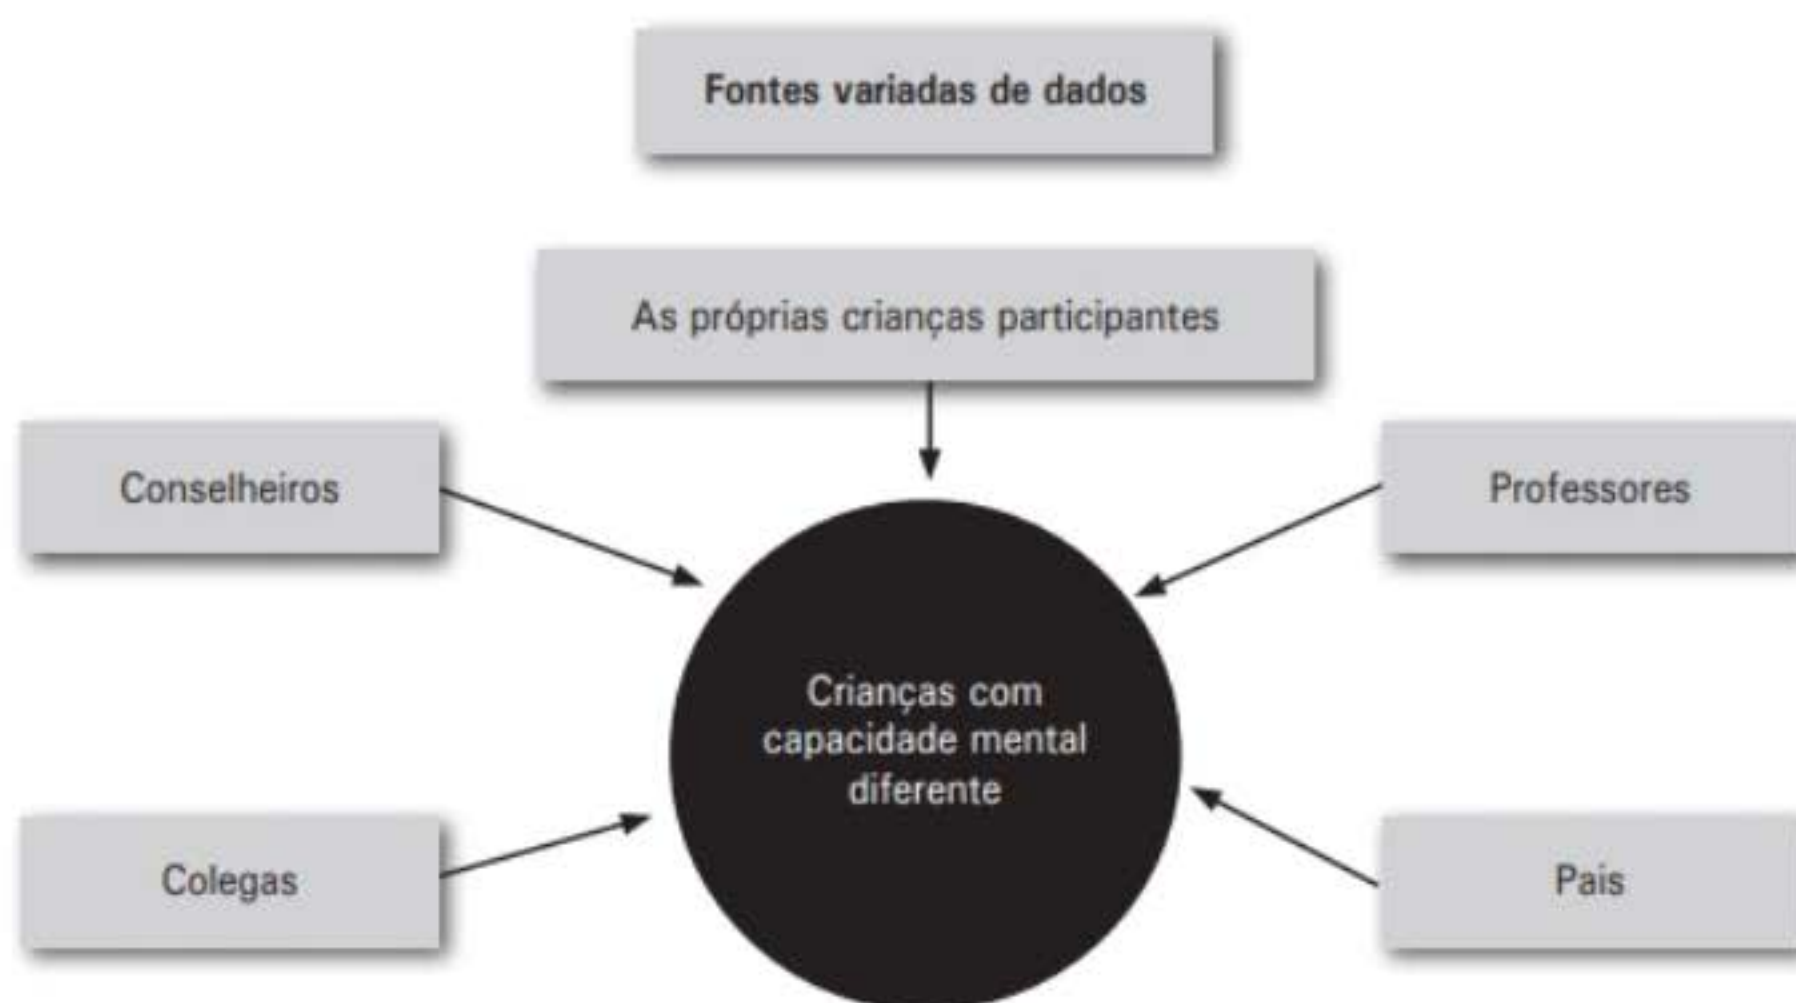 Fontes variadas de dados
As próprias crianças participantes
Conselheiros
Professores
Crianças com
capacidade mental
diferente
Colegas
Pais